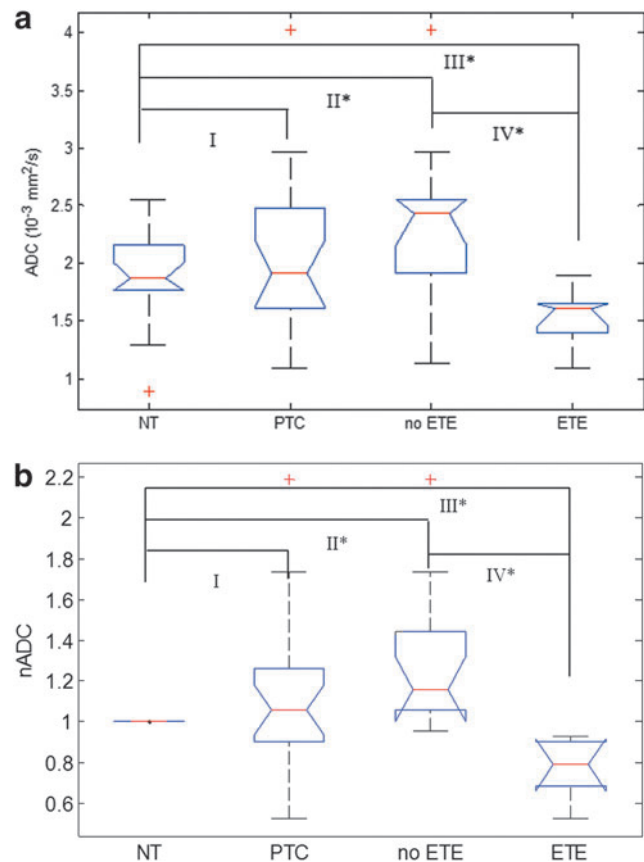 a
4
3.5
3
2.5
2
1.5
1
ADC (10⁻³ mm²/s)
III*
II*
I
IV*
NT PTC no ETE ETE
b
2.2
2
1.8
1.6
1.4
1.2
1
0.8
0.6
nADC
III*
II*
I
IV*
NT PTC no ETE ETE